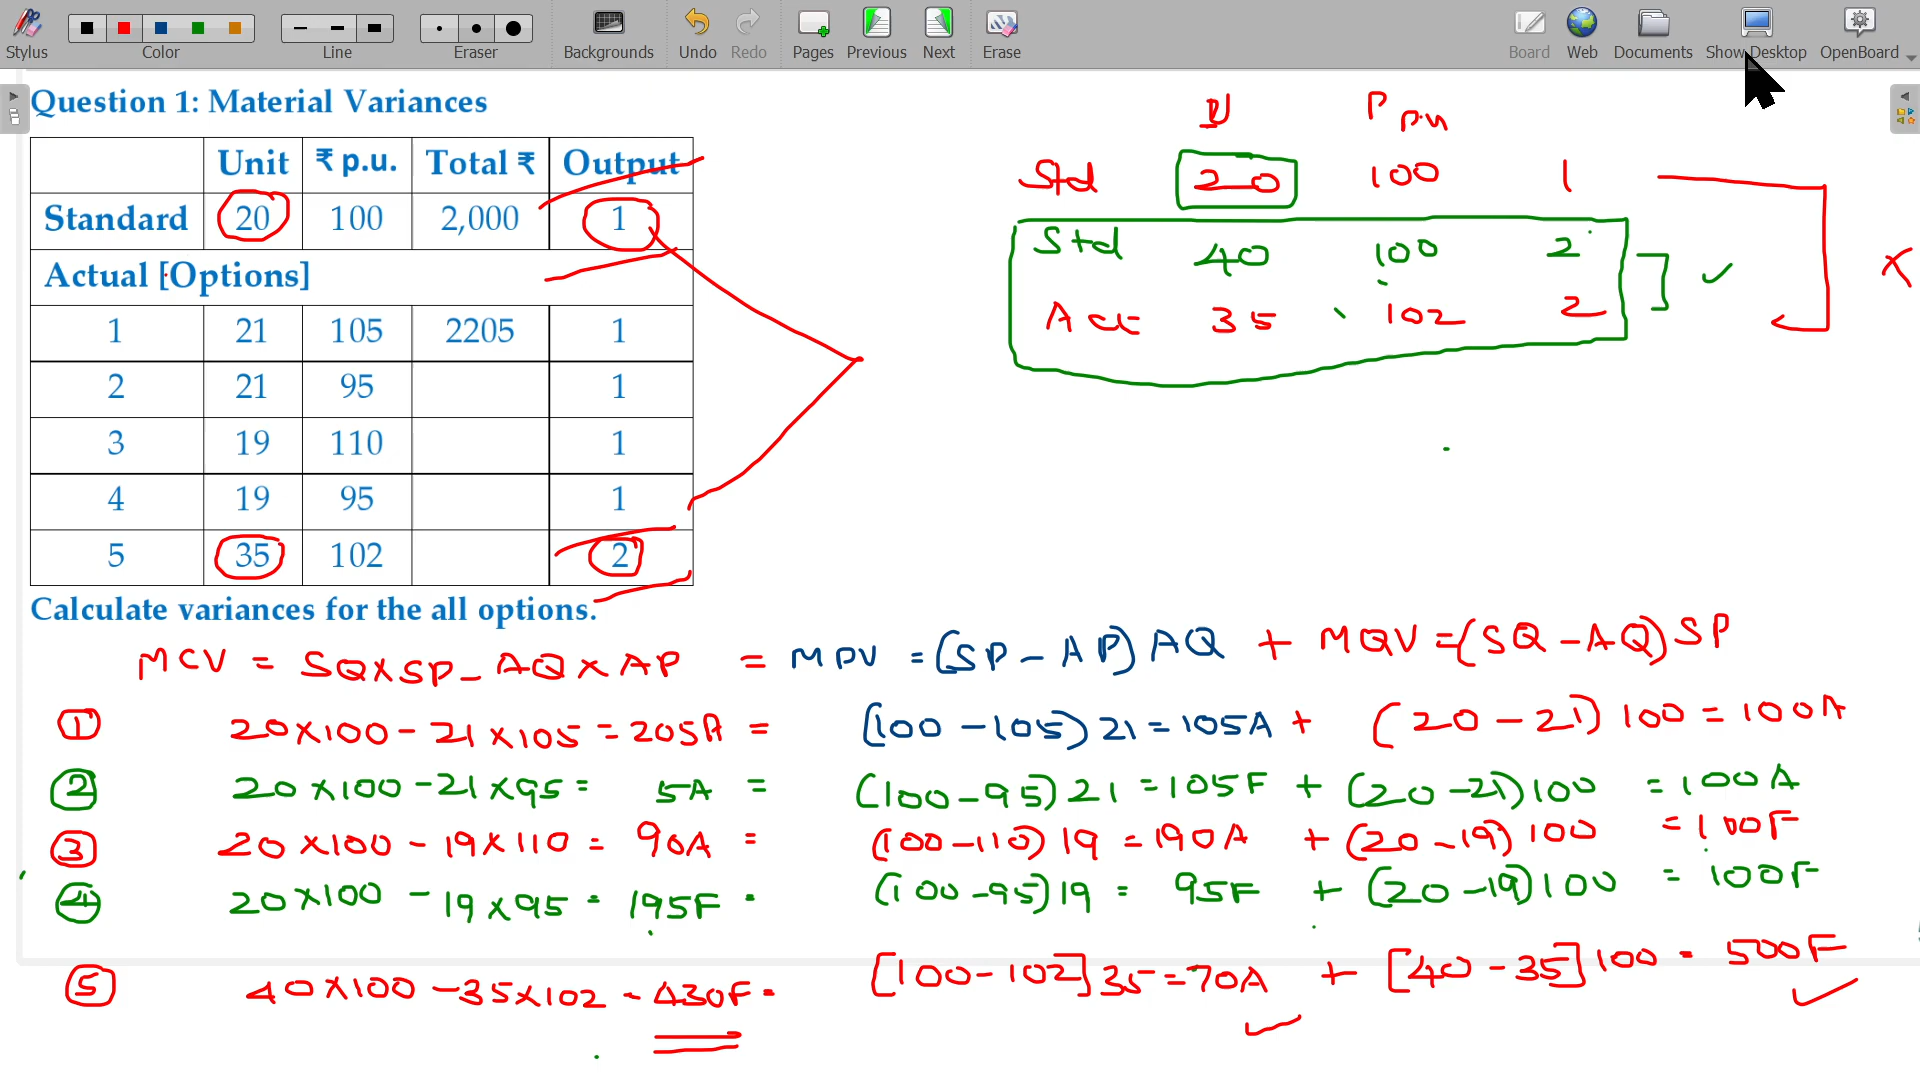 Stylus Color Line Eraser Backgrounds Undo Redo Pages Previous Next Erase Board Web Documents Show Desktop OpenBoard
Question 1: Material Variances
Unit ₹ p.u. Total ₹ Output
Standard 20 100 2,000 1
Actual [Options]
1 21 105 2205 1
2 21 95 1
3 19 110 1
4 19 95 1
5 35 102 2
Calculate variances for the all options.
U P p.u
Std 20 100 1
Std 40 100 2
Act 35 102 2
✓
X
MCV = SQXSP - AQXAP = MPV = (SP - AP) AQ + MQV = (SQ - AQ) SP
① 20X100 - 21X105 = 205A = (100 - 105) 21 = 105A + (20 - 21) 100 = 100A
② 20X100 - 21X95 = 5A = (100 - 95) 21 = 105F + (20 - 21) 100 = 100A
③ 20X100 - 19X110 = 90A = (100 - 110) 19 = 190A + (20 - 19) 100 = 100F
④ 20X100 - 19X95 = 195F = (100 - 95) 19 = 95F + (20 - 19) 100 = 100F
⑤ 40X100 - 35X102 = 430F = [100 - 102] 35 = 70A + [40 - 35] 100 = 500F